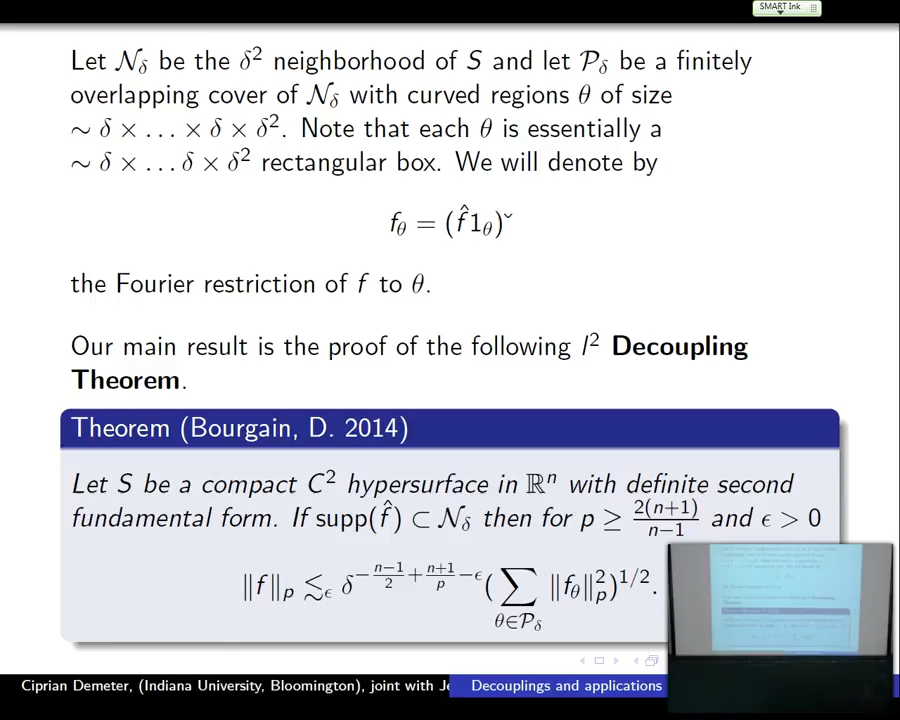 SMART Ink
Let 𝒩_δ be the δ² neighborhood of S and let 𝒫_δ be a finitely
overlapping cover of 𝒩_δ with curved regions θ of size
∼ δ × … × δ × δ². Note that each θ is essentially a
∼ δ × … δ × δ² rectangular box. We will denote by
f_θ = (f̂1_θ)ˇ
the Fourier restriction of f to θ.
Our main result is the proof of the following l² Decoupling
Theorem.
Theorem (Bourgain, D. 2014)
Let S be a compact C² hypersurface in ℝⁿ with definite second
fundamental form. If supp(f̂) ⊂ 𝒩_δ then for p ≥ 2(n+1)/(n−1) and ϵ > 0
‖f‖_p ≲_ϵ δ^{−(n−1)/2 + (n+1)/p − ϵ} (∑_{θ∈𝒫_δ} ‖f_θ‖_p²)^{1/2}.
Ciprian Demeter, (Indiana University, Bloomington), joint with Je
Decouplings and applications